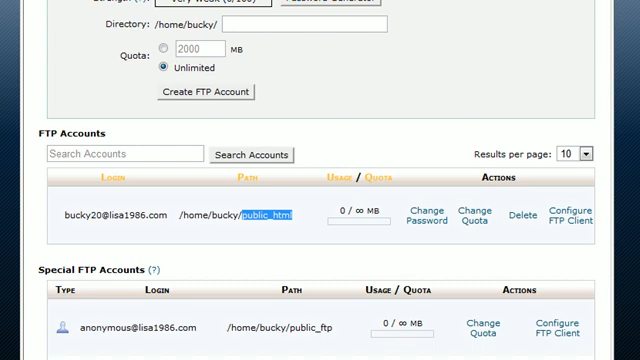 Very Weak (0/100)
Password Generator
Directory: /home/bucky/
Quota: 2000 MB
Unlimited
Create FTP Account
FTP Accounts
Search Accounts Search Accounts Results per page: 10
Login Path Usage / Quota Actions
bucky20@lisa1986.com /home/bucky/public_html 0 / ∞ MB Change Password Change Quota Delete Configure FTP Client
Special FTP Accounts (?)
Type Login Path Usage / Quota Actions
anonymous@lisa1986.com /home/bucky/public_ftp 0 / ∞ MB Change Quota Configure FTP Client